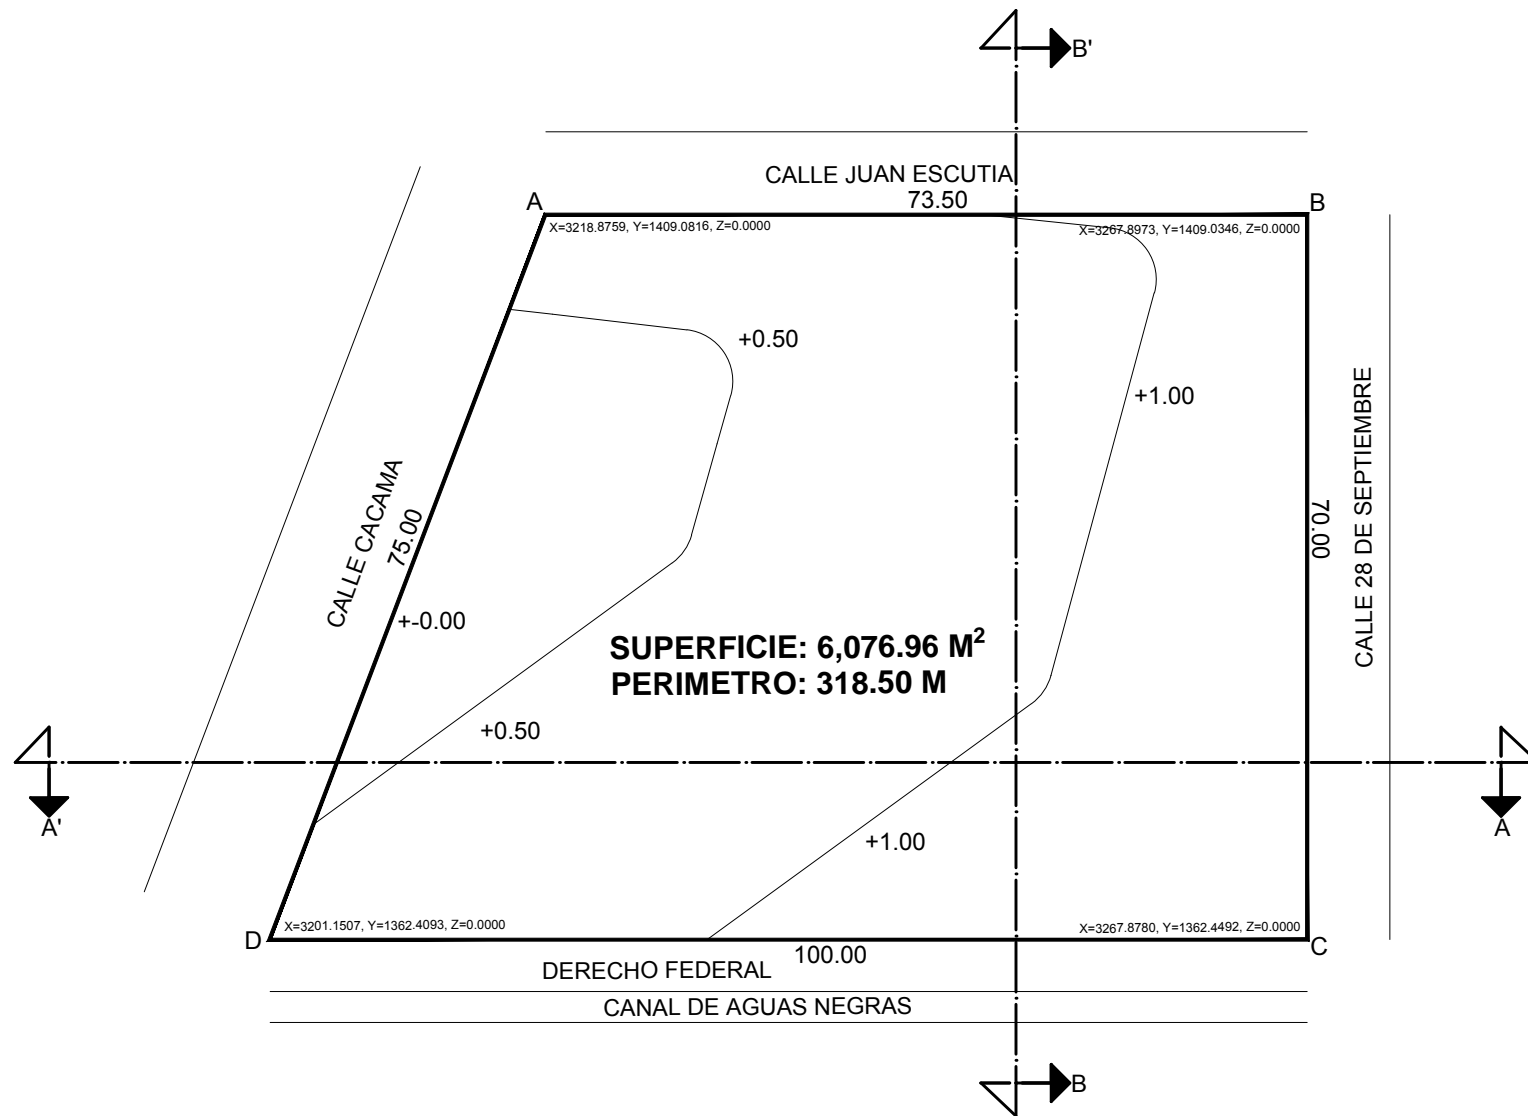 B'
CALLE JUAN ESCUTIA
73.50
A
B
X=3218.8759, Y=1409.0816, Z=0.0000
X=3267.8973, Y=1409.0346, Z=0.0000
+0.50
+1.00
CALLE CACAMA
75.00
CALLE 28 DE SEPTIEMBRE
70.00
+-0.00
SUPERFICIE: 6,076.96 M²
PERIMETRO: 318.50 M
+0.50
A'
A
+1.00
X=3201.1507, Y=1362.4093, Z=0.0000
X=3267.8780, Y=1362.4492, Z=0.0000
D
C
100.00
DERECHO FEDERAL
CANAL DE AGUAS NEGRAS
B